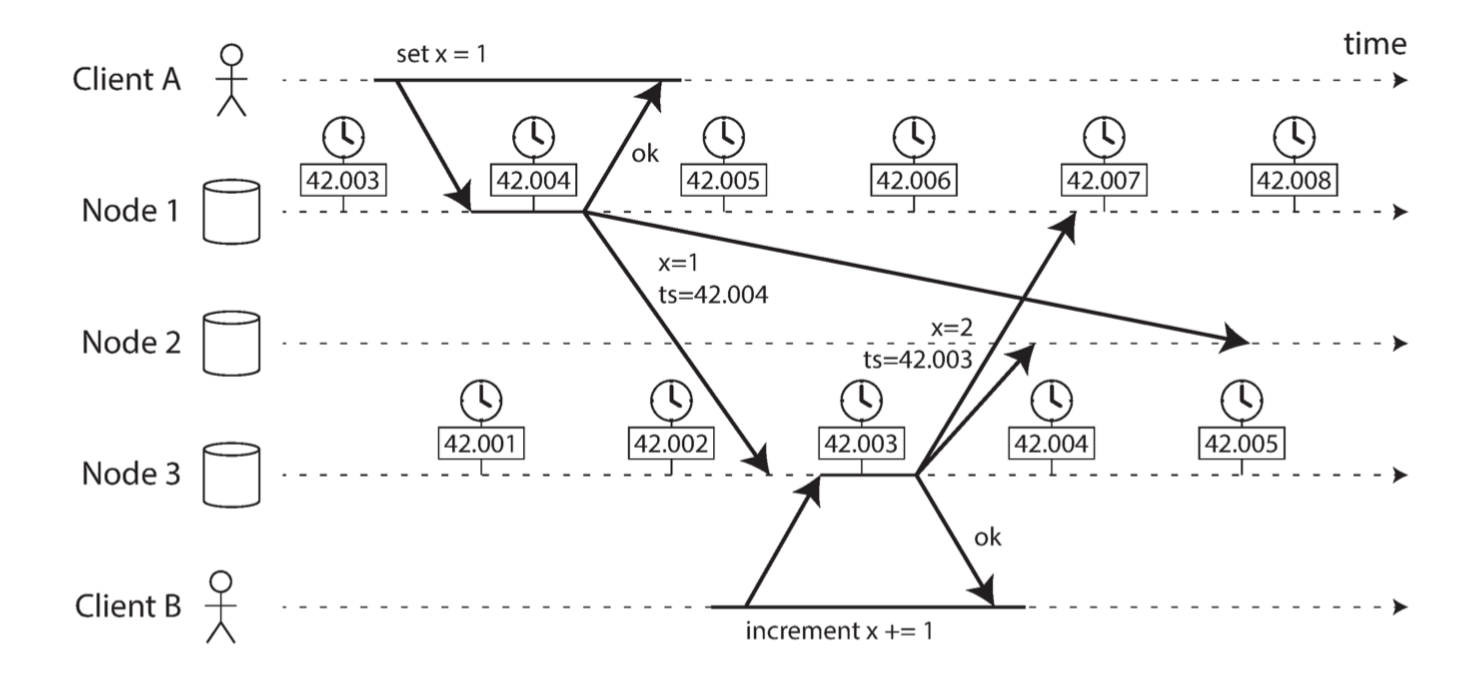 time
set x = 1
Client A
ok
42.003 42.004 42.005 42.006 42.007 42.008
Node 1
x=1
ts=42.004
x=2
Node 2
ts=42.003
42.001 42.002 42.003 42.004 42.005
Node 3
ok
Client B
increment x += 1